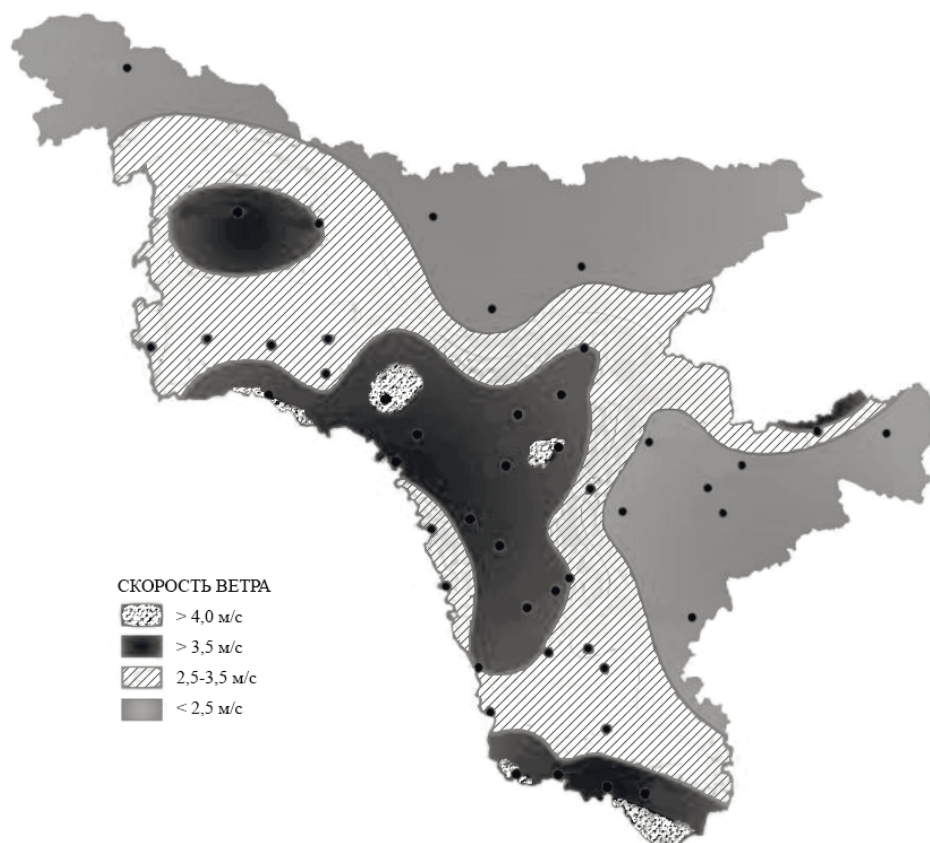 СКОРОСТЬ ВЕТРА
> 4,0 м/с
> 3,5 м/с
2,5-3,5 м/с
< 2,5 м/с